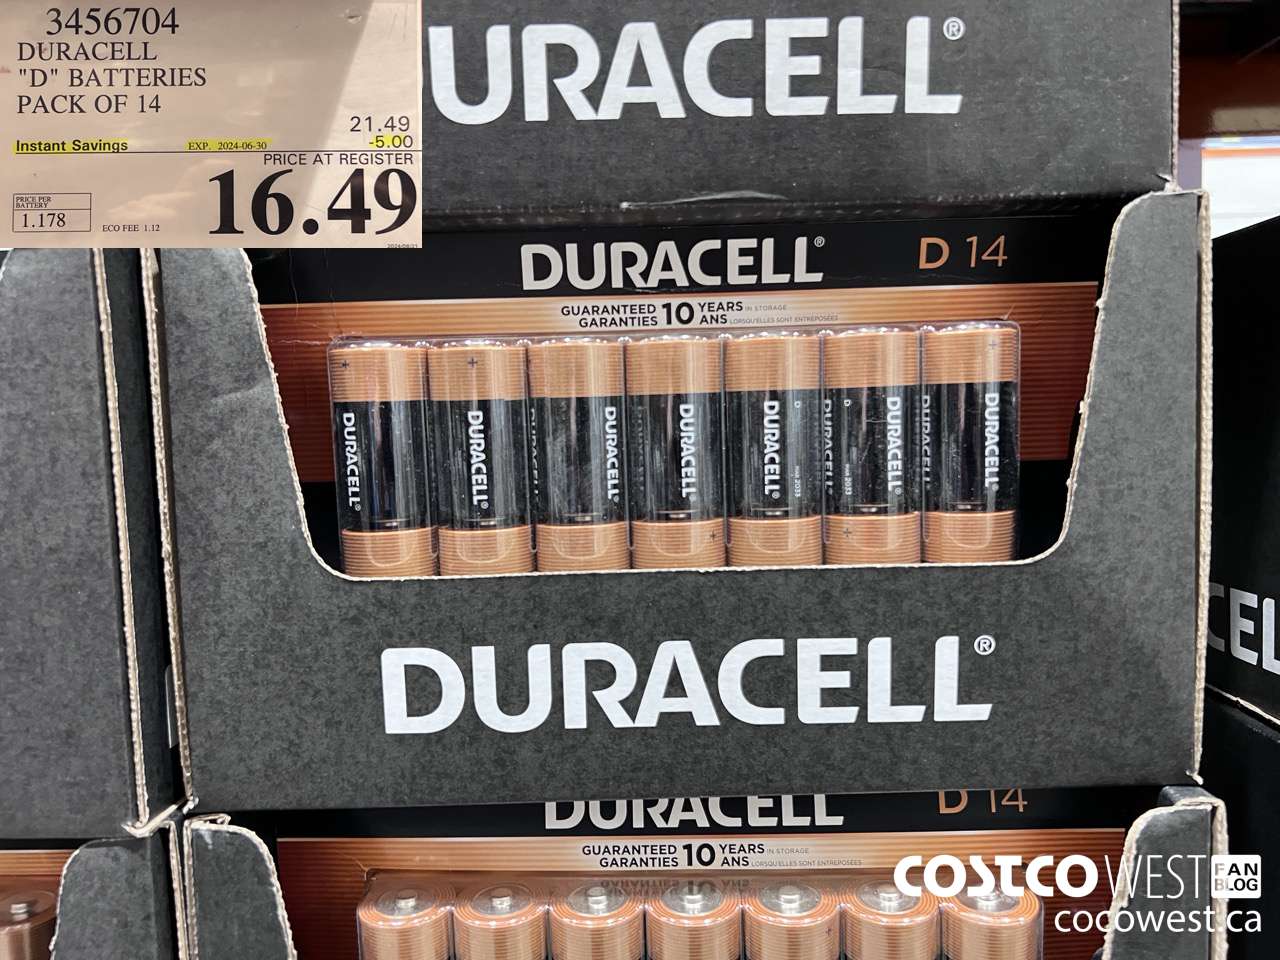 3456704
DURACELL
"D" BATTERIES
PACK OF 14
21.49
Instant Savings EXP. 2024-06-30 -5.00
PRICE AT REGISTER
16.49
PRICE PER
BATTERY
1.178
ECO FEE 1.12
URACELL®
DURACELL® D 14
GUARANTEED 10 YEARS IN STORAGE
GARANTIES 10 ANS LORSQU'ELLES SONT ENTREPOSÉES
DURACELL®
DURACELL®
DURACELL®
DURACELL®
DURACELL®
DURACELL®
DURACELL®
DURACELL®
CEL
DURACELL D 14
GUARANTEED 10 YEARS IN STORAGE
GARANTIES 10 ANS LORSQU'ELLES SONT ENTREPOSÉES
COSTCO WEST FAN BLOG
cocowest.ca